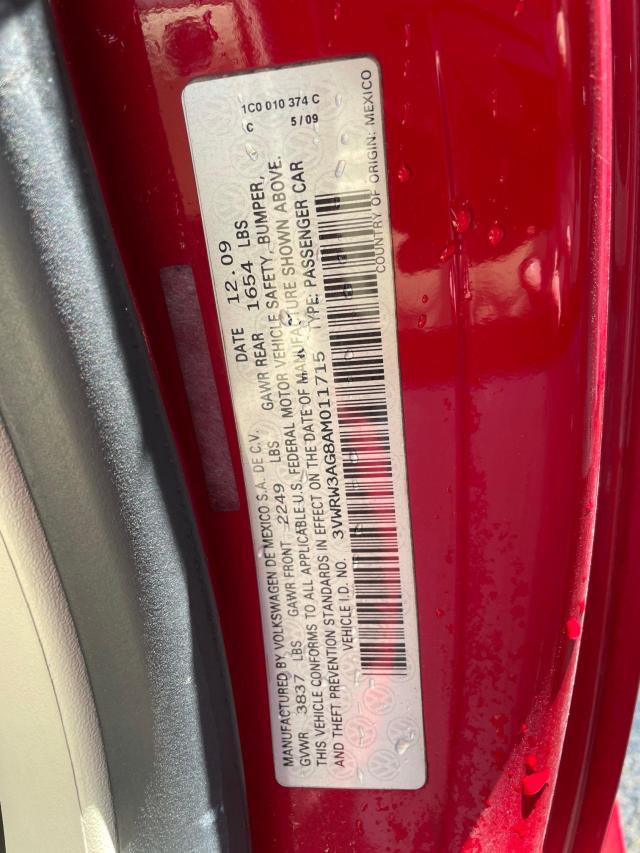 1C0 010 374 C
C 5/09
MANUFACTURED BY VOLKSWAGEN DE MEXICO S.A. DE C.V. DATE 12.09
GVWR 3837 LBS GAWR FRONT 2249 LBS GAWR REAR 1654 LBS
THIS VEHICLE CONFORMS TO ALL APPLICABLE U.S. FEDERAL MOTOR VEHICLE SAFETY, BUMPER,
AND THEFT PREVENTION STANDARDS IN EFFECT ON THE DATE OF MANUFACTURE SHOWN ABOVE.
VEHICLE I.D. NO. 3VWRW3AG8AM011715 TYPE: PASSENGER CAR
COUNTRY OF ORIGIN: MEXICO